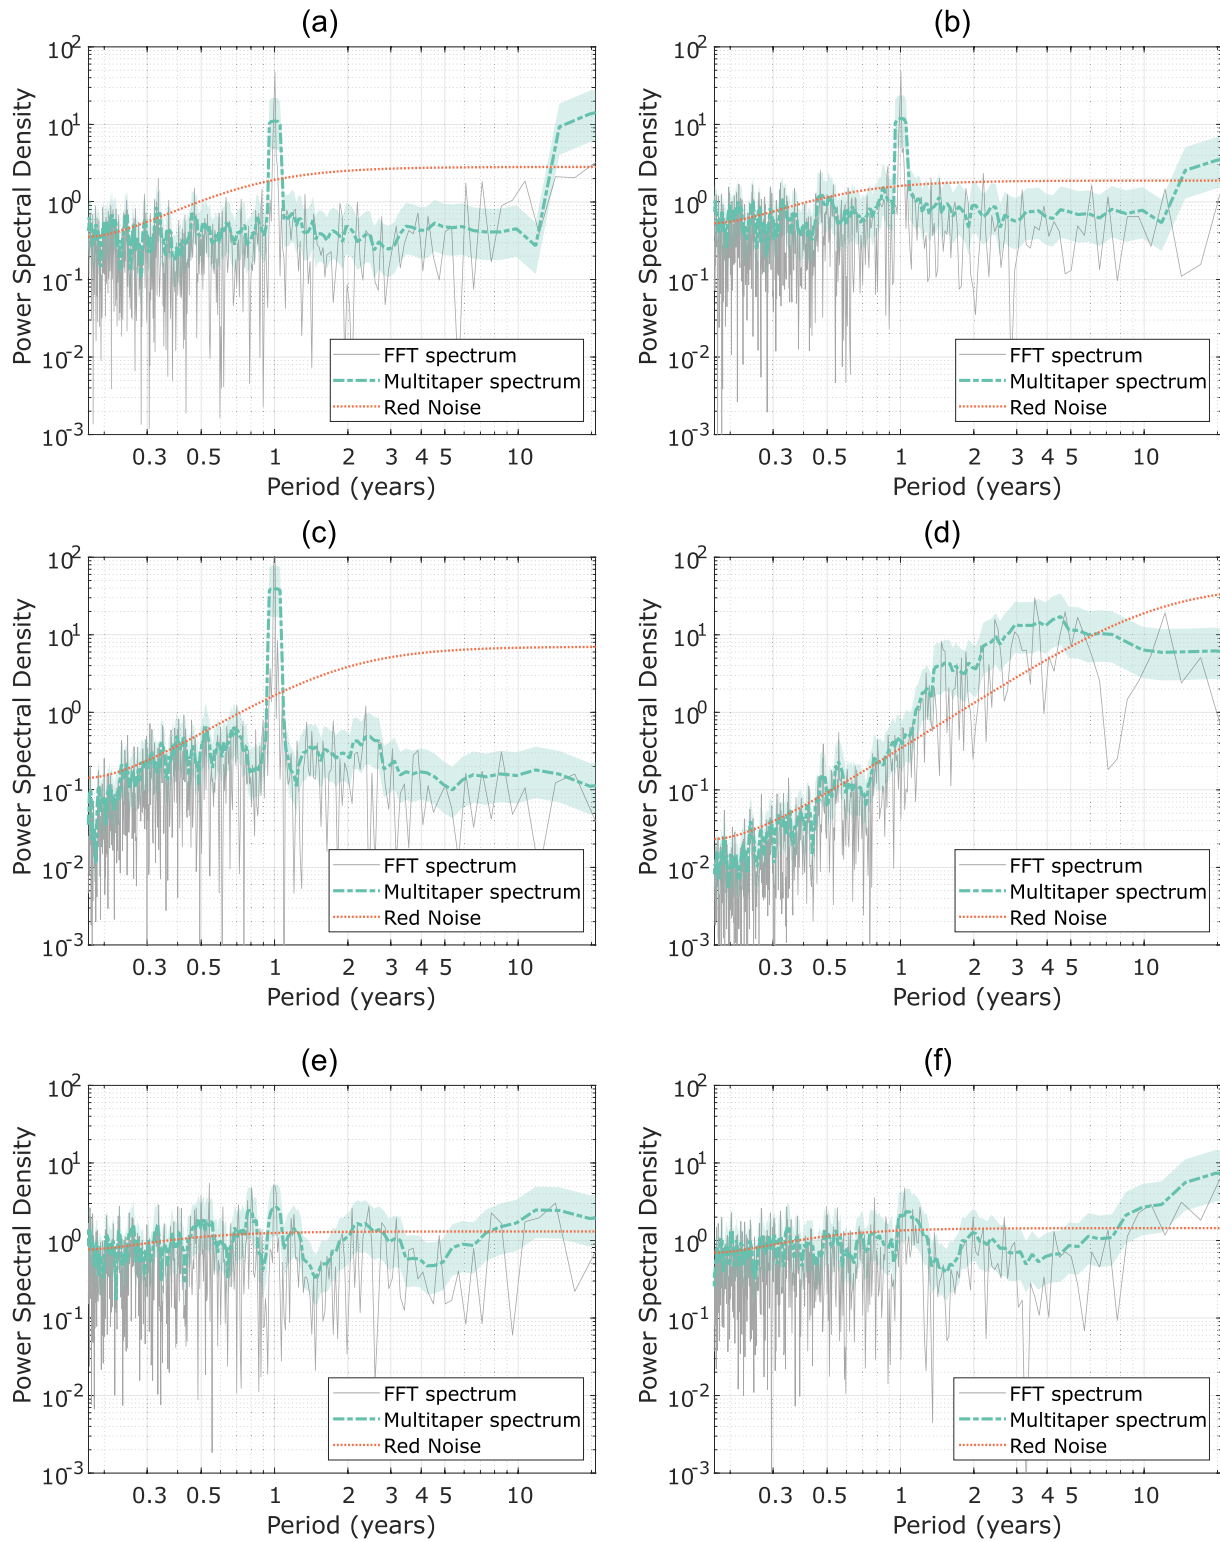 (a)
10^2
10^1
10^0
10^-1
10^-2
10^-3
Power Spectral Density
FFT spectrum
Multitaper spectrum
Red Noise
0.3 0.5 1 2 3 4 5 10
Period (years)
(b)
10^2
10^1
10^0
10^-1
10^-2
10^-3
Power Spectral Density
FFT spectrum
Multitaper spectrum
Red Noise
0.3 0.5 1 2 3 4 5 10
Period (years)
(c)
10^2
10^1
10^0
10^-1
10^-2
10^-3
Power Spectral Density
FFT spectrum
Multitaper spectrum
Red Noise
0.3 0.5 1 2 3 4 5 10
Period (years)
(d)
10^2
10^1
10^0
10^-1
10^-2
10^-3
Power Spectral Density
FFT spectrum
Multitaper spectrum
Red Noise
0.3 0.5 1 2 3 4 5 10
Period (years)
(e)
10^2
10^1
10^0
10^-1
10^-2
10^-3
Power Spectral Density
FFT spectrum
Multitaper spectrum
Red Noise
0.3 0.5 1 2 3 4 5 10
Period (years)
(f)
10^2
10^1
10^0
10^-1
10^-2
10^-3
Power Spectral Density
FFT spectrum
Multitaper spectrum
Red Noise
0.3 0.5 1 2 3 4 5 10
Period (years)